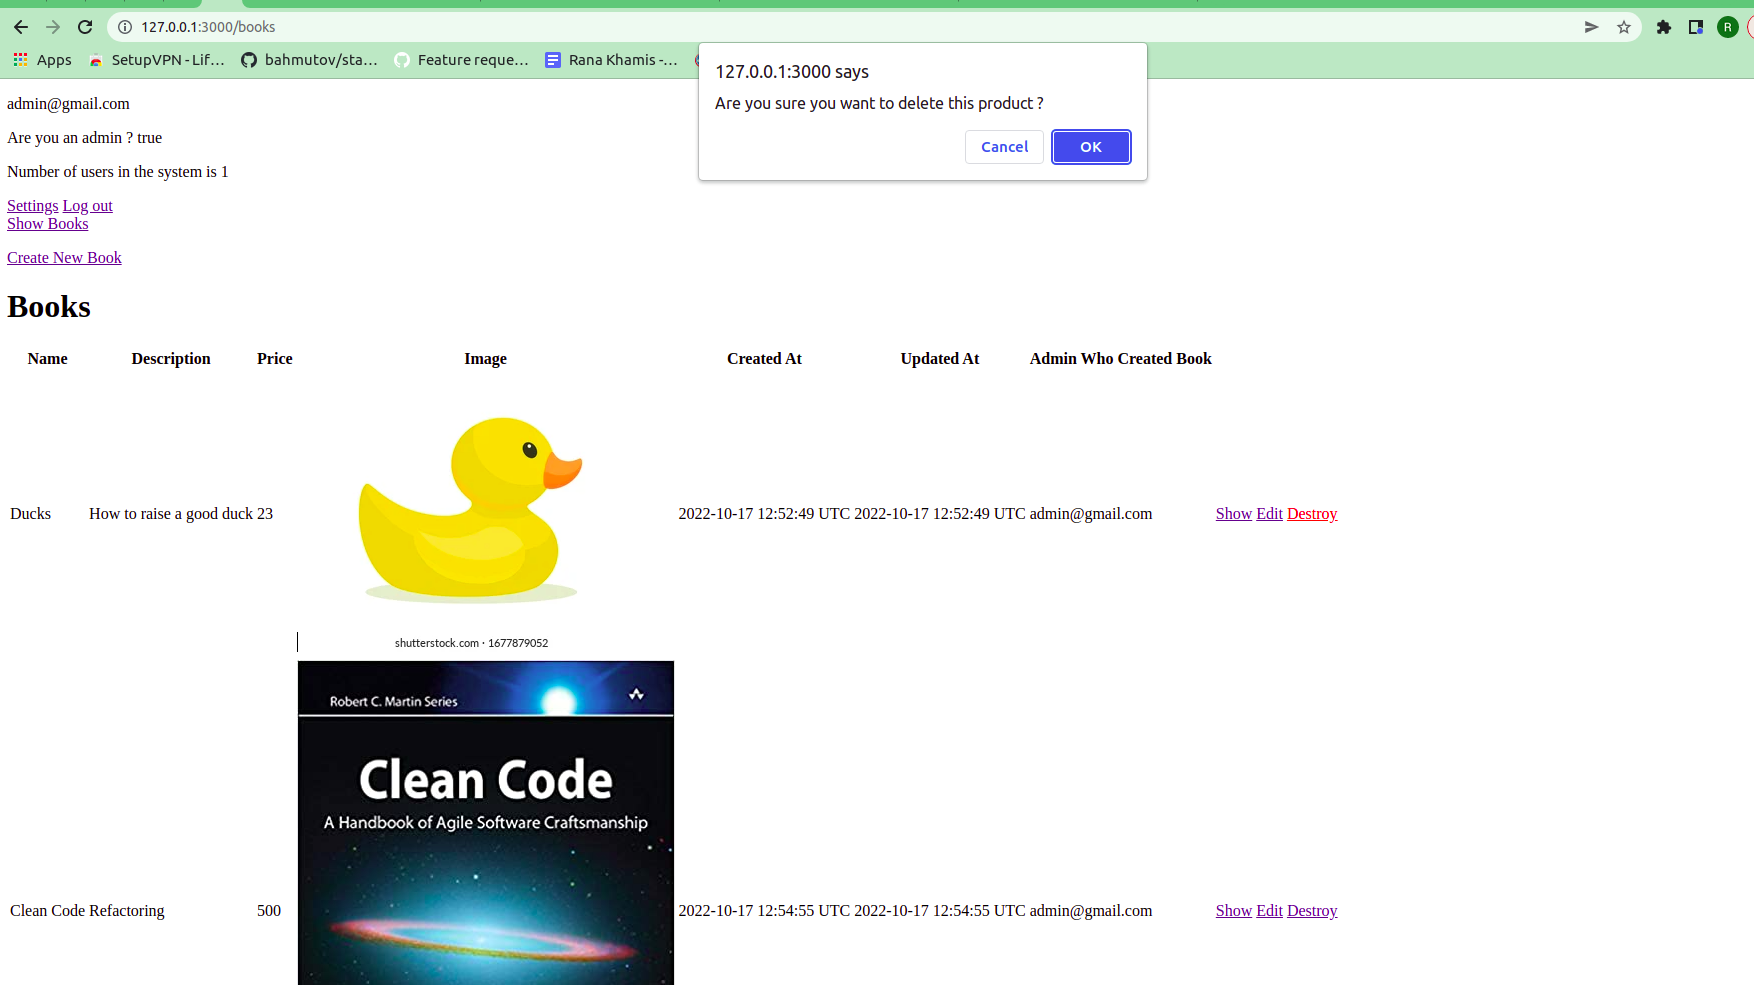 127.0.0.1:3000/books
R
Apps SetupVPN - Lif... bahmutov/sta... Feature reque... Rana Khamis -...
127.0.0.1:3000 says
Are you sure you want to delete this product ?
Cancel OK
admin@gmail.com
Are you an admin ? true
Number of users in the system is 1
Settings Log out
Show Books
Create New Book
Books
Name Description Price Image Created At Updated At Admin Who Created Book
Ducks How to raise a good duck 23 2022-10-17 12:52:49 UTC 2022-10-17 12:52:49 UTC admin@gmail.com Show Edit Destroy
shutterstock.com · 1677879052
Robert C. Martin Series
Clean Code
A Handbook of Agile Software Craftsmanship
Clean Code Refactoring 500 2022-10-17 12:54:55 UTC 2022-10-17 12:54:55 UTC admin@gmail.com Show Edit Destroy